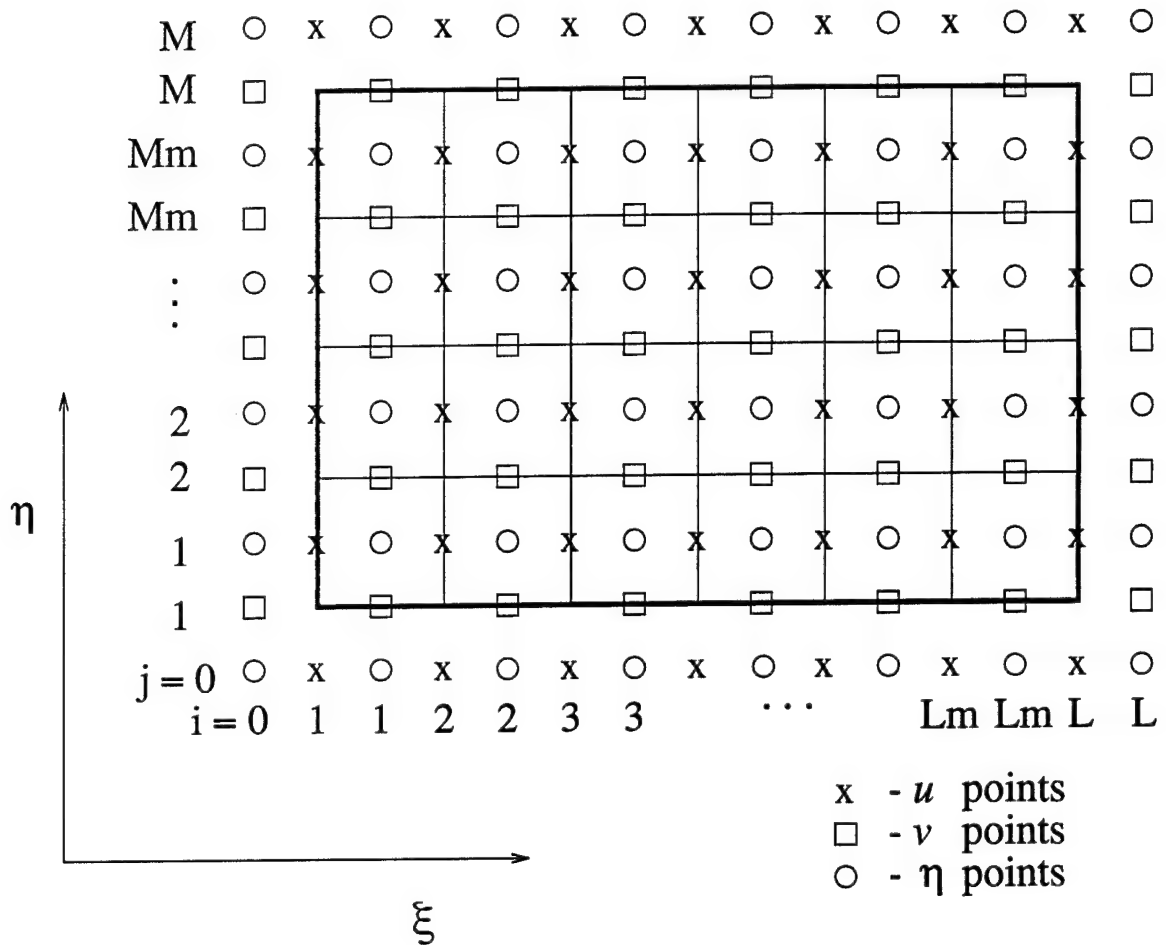 M
M
Mm
Mm
⋮
2
2
η
1
1
j = 0
i = 0 1 1 2 2 3 3 ... Lm Lm L L
x - u points
□ - v points
○ - η points
ξ